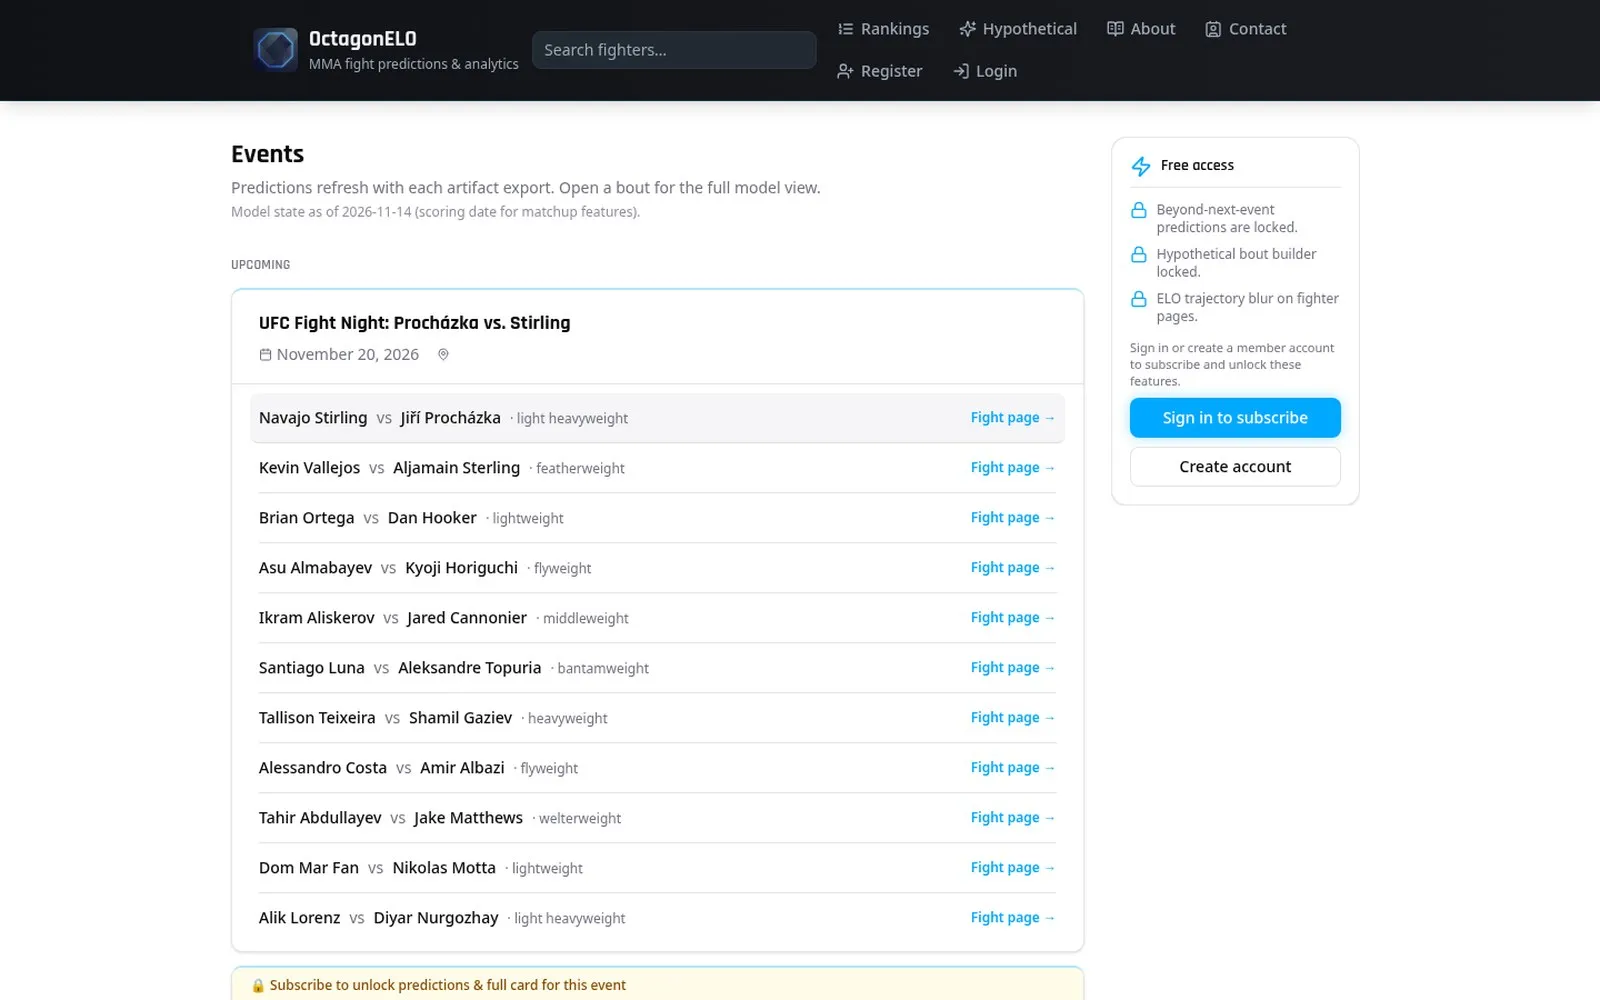 OctagonELO
MMA fight predictions & analytics
Search fighters...
Rankings
Hypothetical
About
Contact
Register
Login
Events
Predictions refresh with each artifact export. Open a bout for the full model view.
Model state as of 2026-11-14 (scoring date for matchup features).
UPCOMING
UFC Fight Night: Procházka vs. Stirling
November 20, 2026
Navajo Stirling vs Jiří Procházka · light heavyweight Fight page →
Kevin Vallejos vs Aljamain Sterling · featherweight Fight page →
Brian Ortega vs Dan Hooker · lightweight Fight page →
Asu Almabayev vs Kyoji Horiguchi · flyweight Fight page →
Ikram Aliskerov vs Jared Cannonier · middleweight Fight page →
Santiago Luna vs Aleksandre Topuria · bantamweight Fight page →
Tallison Teixeira vs Shamil Gaziev · heavyweight Fight page →
Alessandro Costa vs Amir Albazi · flyweight Fight page →
Tahir Abdullayev vs Jake Matthews · welterweight Fight page →
Dom Mar Fan vs Nikolas Motta · lightweight Fight page →
Alik Lorenz vs Diyar Nurgozhay · light heavyweight Fight page →
🔒 Subscribe to unlock predictions & full card for this event
Free access
Beyond-next-event
predictions are locked.
Hypothetical bout builder
locked.
ELO trajectory blur on fighter
pages.
Sign in or create a member account
to subscribe and unlock these
features.
Sign in to subscribe
Create account